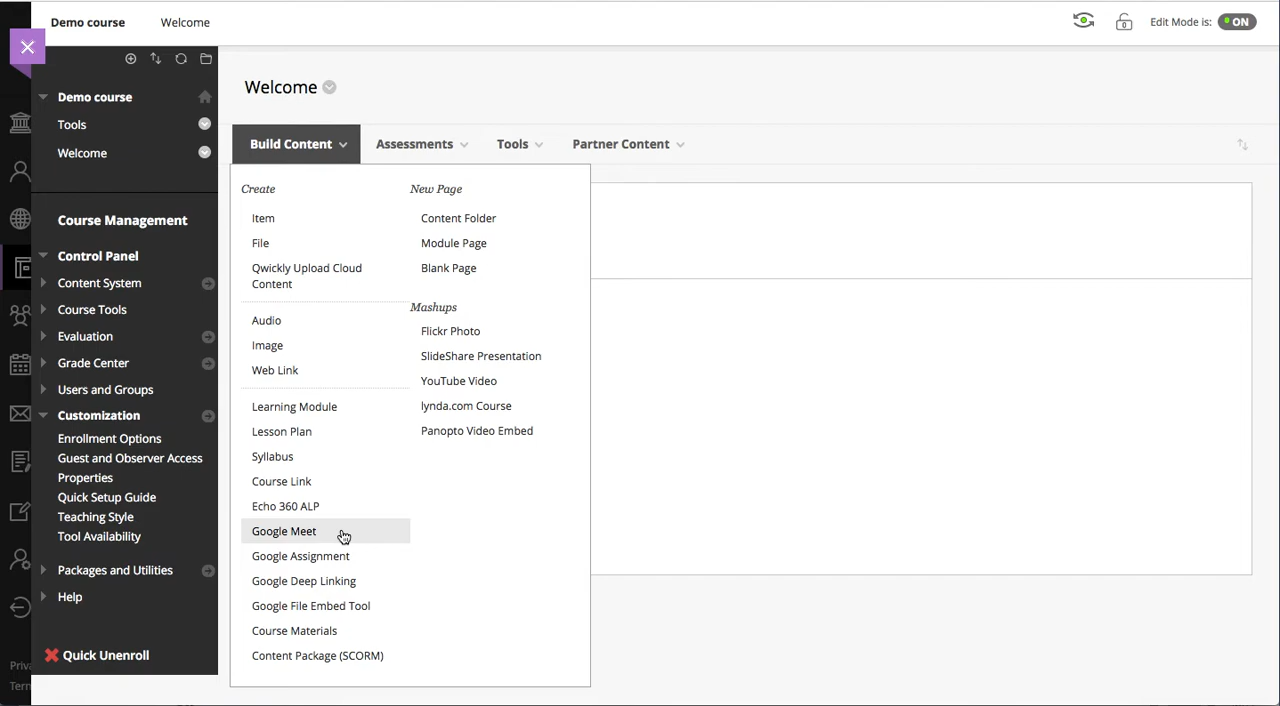 Demo course
Welcome
Edit Mode is:
ON
Demo course
Tools
Welcome
Course Management
Control Panel
Content System
Course Tools
Evaluation
Grade Center
Users and Groups
Customization
Enrollment Options
Guest and Observer Access
Properties
Quick Setup Guide
Teaching Style
Tool Availability
Packages and Utilities
Help
Quick Unenroll
Welcome
Build Content
Assessments
Tools
Partner Content
Create
Item
File
Qwickly Upload Cloud
Content
Audio
Image
Web Link
Learning Module
Lesson Plan
Syllabus
Course Link
Echo 360 ALP
Google Meet
Google Assignment
Google Deep Linking
Google File Embed Tool
Course Materials
Content Package (SCORM)
New Page
Content Folder
Module Page
Blank Page
Mashups
Flickr Photo
SlideShare Presentation
YouTube Video
lynda.com Course
Panopto Video Embed